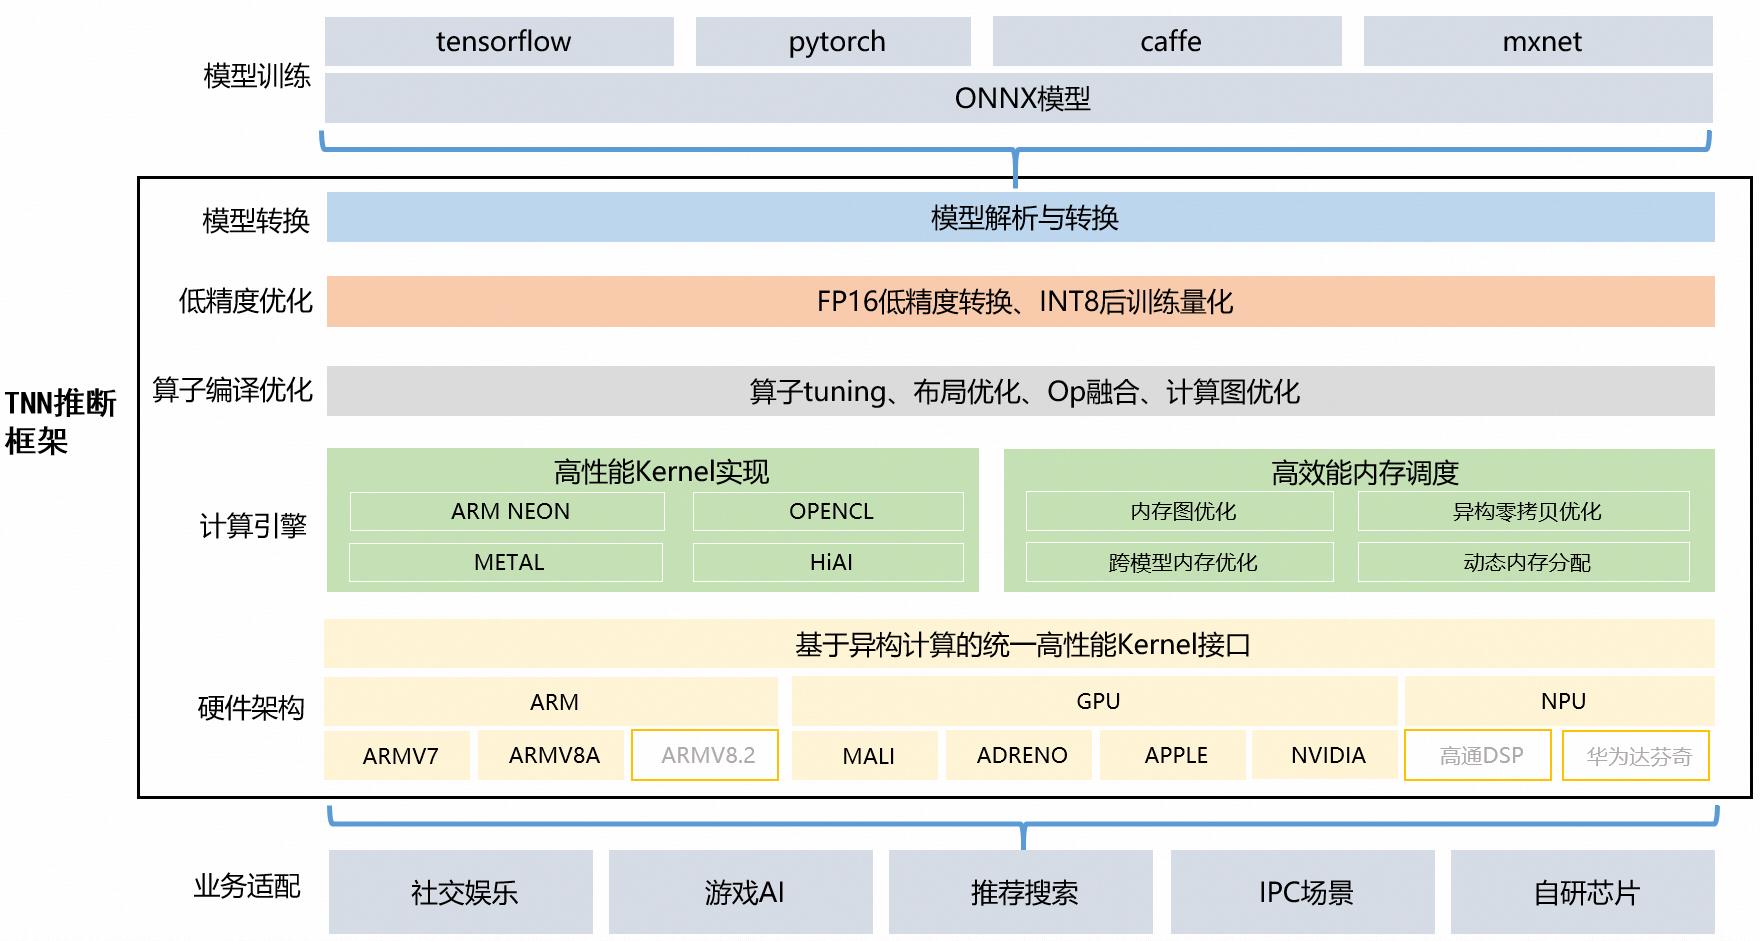 tensorflow
pytorch
caffe
mxnet
模型训练
ONNX模型
模型转换
模型解析与转换
低精度优化
FP16低精度转换、INT8后训练量化
TNN推断
框架
算子编译优化
算子tuning、布局优化、Op融合、计算图优化
计算引擎
高性能Kernel实现
ARM NEON
OPENCL
METAL
HiAI
高效能内存调度
内存图优化
异构零拷贝优化
跨模型内存优化
动态内存分配
硬件架构
基于异构计算的统一高性能Kernel接口
ARM
GPU
NPU
ARMV7
ARMV8A
ARMV8.2
MALI
ADRENO
APPLE
NVIDIA
高通DSP
华为达芬奇
业务适配
社交娱乐
游戏AI
推荐搜索
IPC场景
自研芯片